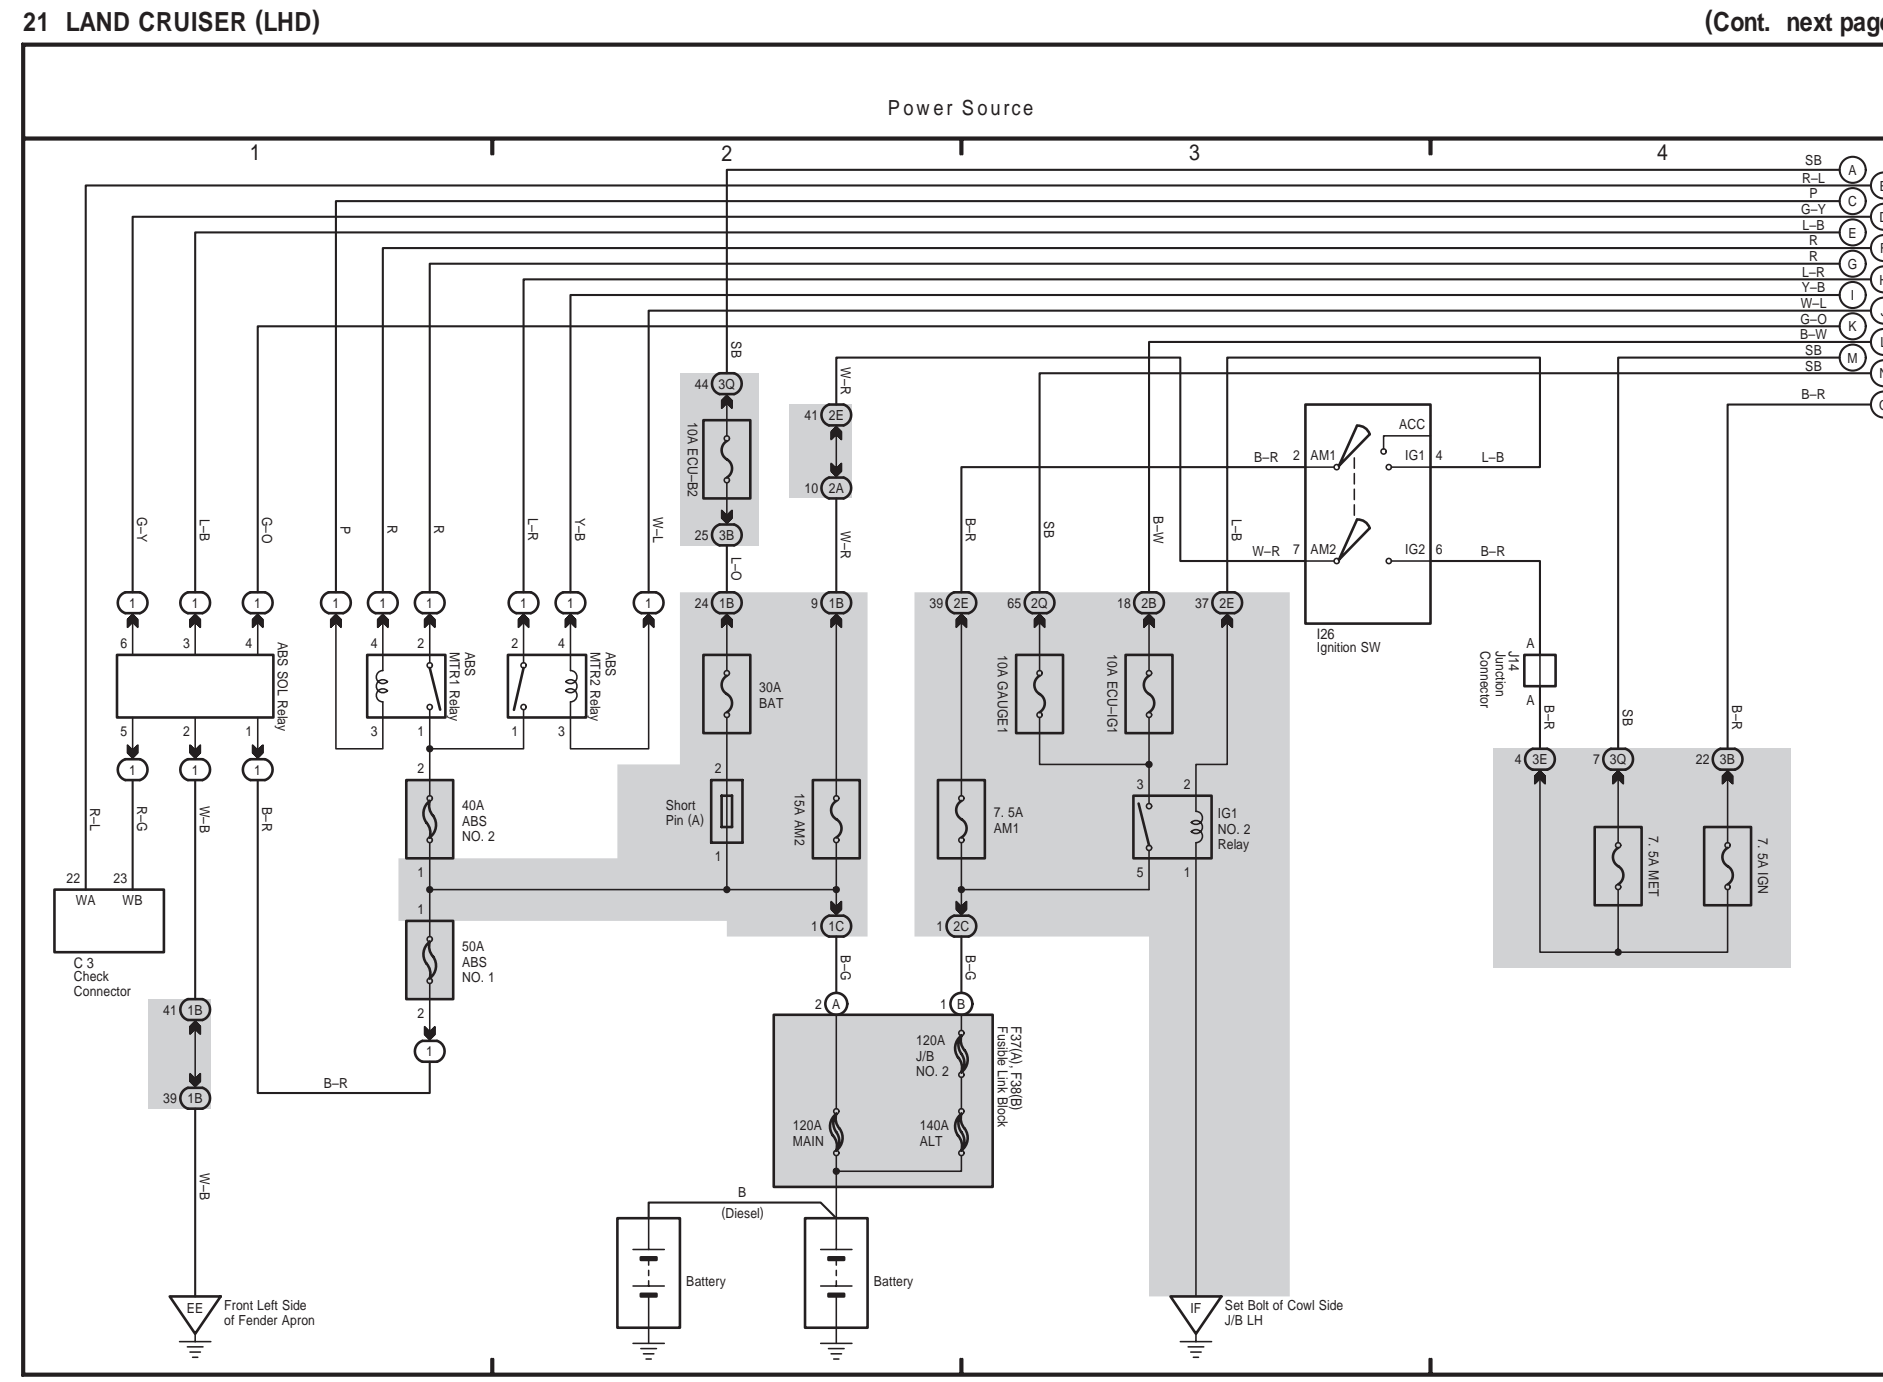 21 LAND CRUISER (LHD)
(Cont. next page
Power Source
1
2
3
4
SB
A
R–L
P
C
G–Y
L–B
E
R
R
G
L–R
Y–B
I
W–L
G–O
K
B–W
SB
M
SB
B–R
SB
44 3Q
10A ECU–B2
25 3B
L–O
W–R
41 2E
10 2A
W–R
ACC
B–R 2 AM1
IG1 4 L–B
W–R 7 AM2
IG2 6 B–R
I26
Ignition SW
G–Y
L–B
G–O
P
R
R
L–R
Y–B
W–L
B–R
SB
B–W
L–B
1
1
1
1
1
1
1
1
1
24 1B
9 1B
39 2E
65 2Q
18 2B
37 2E
6
3
4
ABS SOL Relay
5
2
1
4
2
ABS
MTR1 Relay
3
1
2
4
ABS
MTR2 Relay
1
3
30A
BAT
10A GAUGE1
10A ECU–IG1
A
J14
Junction
Connector
A
B–R
SB
B–R
1
1
1
4 3E
7 3Q
22 3B
R–L
R–G
W–B
B–R
2
40A
ABS
NO. 2
1
2
Short
Pin (A)
1
15A AM2
7. 5A
AM1
3
2
IG1
NO. 2
Relay
5
1
7. 5A MET
7. 5A IGN
22
23
WA
WB
C 3
Check
Connector
1
50A
ABS
NO. 1
2
1
1 1C
1 2C
B–G
B–G
2 A
1 B
41 1B
39 1B
B–R
120A
J/B
NO. 2
120A
MAIN
140A
ALT
F37(A), F38(B)
Fusible Link Block
W–B
B
(Diesel)
Battery
Battery
EE
Front Left Side
of Fender Apron
IF
Set Bolt of Cowl Side
J/B LH